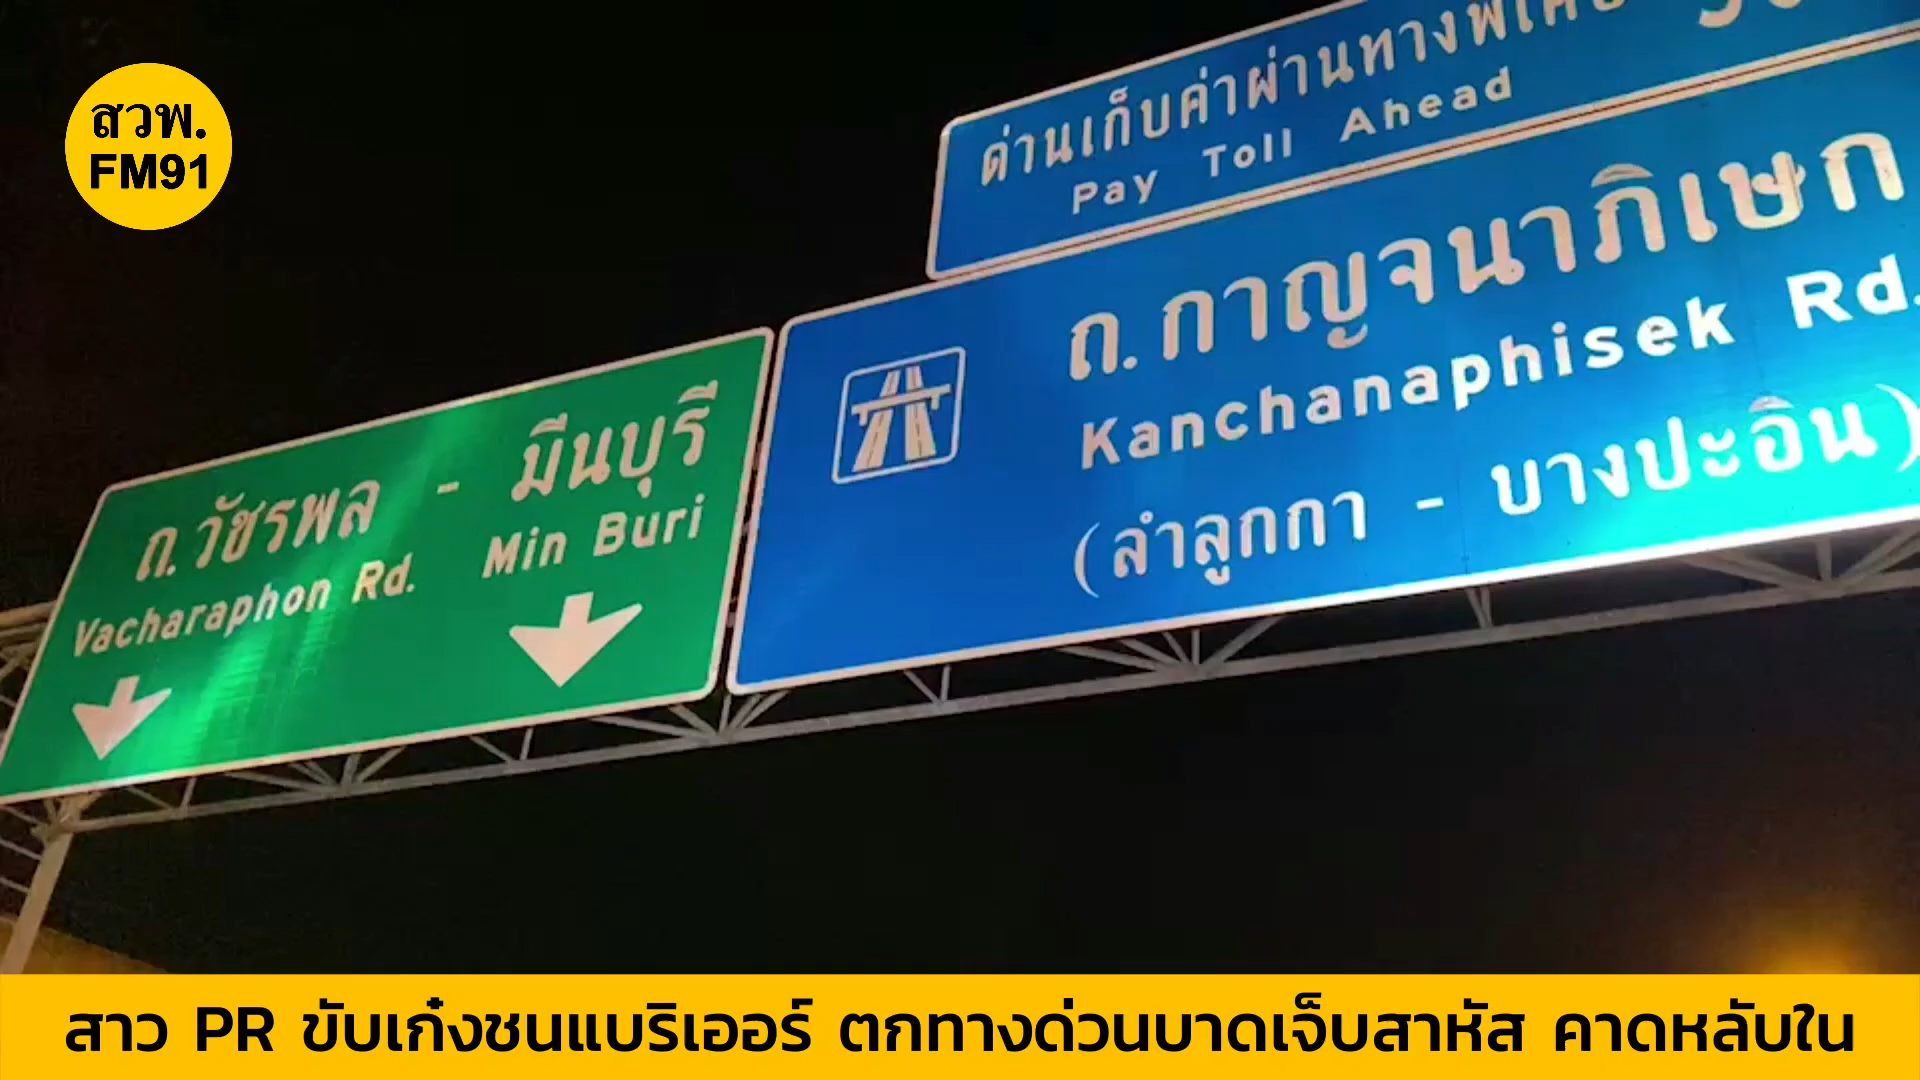 สวพ.
FM91
ด่านเก็บค่าผ่านทางพิเศษ
Pay Toll Ahead
ถ.กาญจนาภิเษก
Kanchanaphisek Rd.
(ลำลูกกา - บางปะอิน)
ถ.วัชรพล - มีนบุรี
Vacharaphon Rd. Min Buri
สาว PR ขับเก๋งชนแบริเออร์ ตกทางด่วนบาดเจ็บสาหัส คาดหลับใน